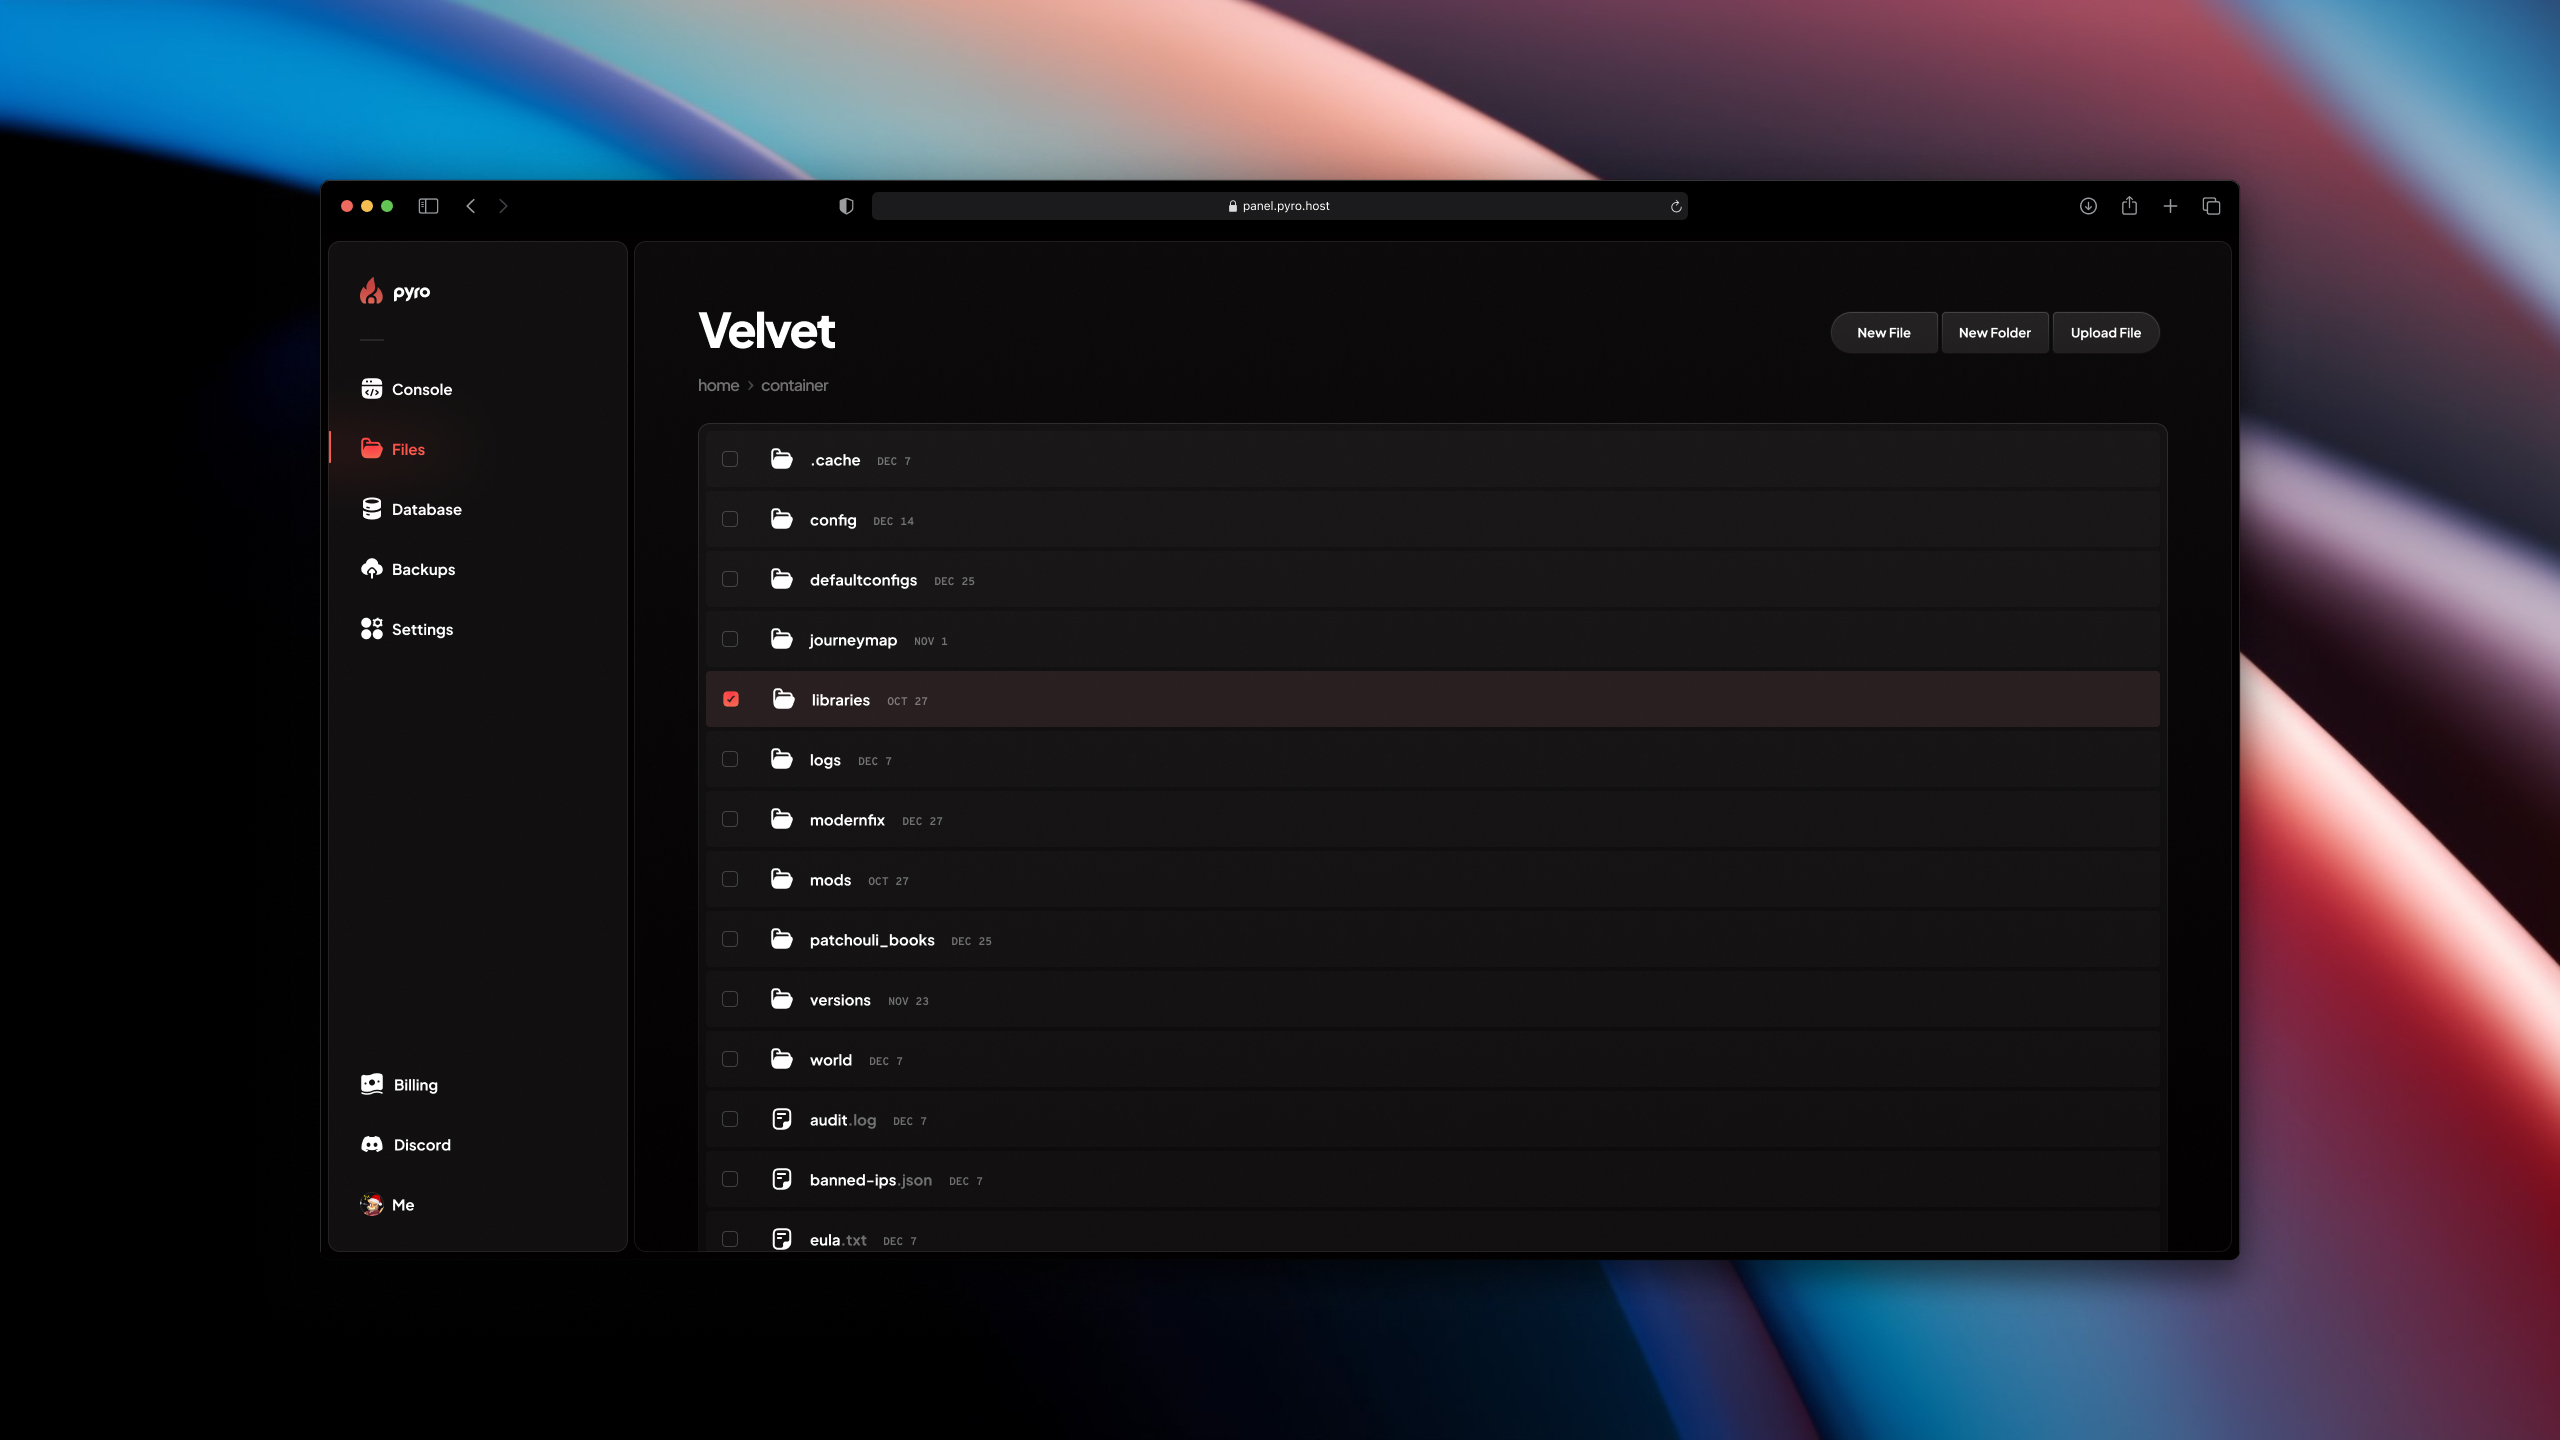 panel.pyro.host
pyro
Console
Files
Database
Backups
Settings
Billing
Discord
Me
Velvet
New File
New Folder
Upload File
home > container
.cache DEC 7
config DEC 14
defaultconfigs DEC 25
journeymap NOV 1
libraries OCT 27
logs DEC 7
modernfix DEC 27
mods OCT 27
patchouli_books DEC 25
versions NOV 23
world DEC 7
audit.log DEC 7
banned-ips.json DEC 7
eula.txt DEC 7